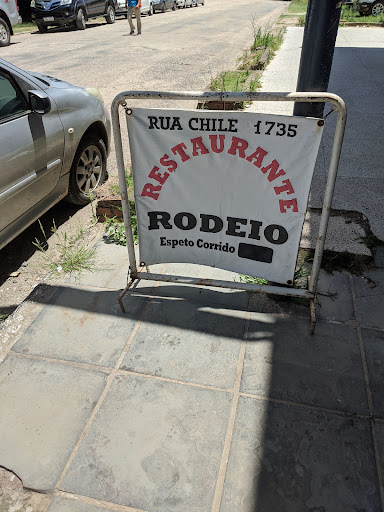 RUA CHILE 1735
RESTAURANTE
RODEIO
Espeto Corrido